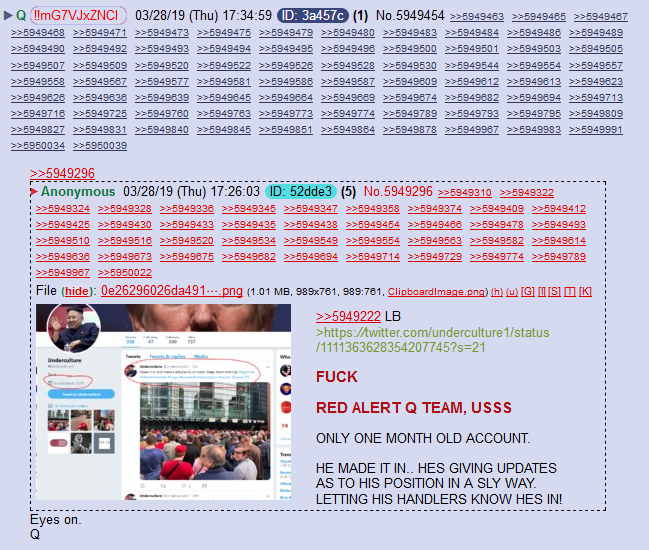 Q !!mG7VJxZNCI 03/28/19 (Thu) 17:34:59 ID: 3a457c (1) No.5949454 >>5949463 >>5949465 >>5949467
>>5949468 >>5949471 >>5949473 >>5949475 >>5949479 >>5949480 >>5949483 >>5949484 >>5949486 >>5949489
>>5949490 >>5949492 >>5949493 >>5949494 >>5949495 >>5949496 >>5949500 >>5949501 >>5949503 >>5949505
>>5949507 >>5949509 >>5949520 >>5949522 >>5949526 >>5949528 >>5949530 >>5949544 >>5949554 >>5949557
>>5949558 >>5949567 >>5949577 >>5949581 >>5949586 >>5949587 >>5949609 >>5949612 >>5949613 >>5949623
>>5949626 >>5949636 >>5949639 >>5949645 >>5949664 >>5949669 >>5949674 >>5949682 >>5949694 >>5949713
>>5949716 >>5949725 >>5949760 >>5949763 >>5949773 >>5949774 >>5949789 >>5949793 >>5949795 >>5949809
>>5949827 >>5949831 >>5949840 >>5949845 >>5949851 >>5949864 >>5949878 >>5949967 >>5949983 >>5949991
>>5950034 >>5950039
>>5949296
Anonymous 03/28/19 (Thu) 17:26:03 ID: 52dde3 (5) No.5949296 >>5949310 >>5949322
>>5949324 >>5949328 >>5949336 >>5949345 >>5949347 >>5949358 >>5949374 >>5949409 >>5949412
>>5949425 >>5949430 >>5949433 >>5949435 >>5949438 >>5949454 >>5949466 >>5949478 >>5949493
>>5949510 >>5949516 >>5949520 >>5949534 >>5949549 >>5949554 >>5949563 >>5949582 >>5949614
>>5949636 >>5949673 >>5949675 >>5949682 >>5949694 >>5949714 >>5949729 >>5949774 >>5949789
>>5949967 >>5950022
File (hide): 0e26296026da491⋯.png (1.01 MB, 989x761, 989:761, ClipboardImage.png) (h) (u) [G] [I] [S] [T] [K]
>>5949222 LB
>https://twitter.com/underculture1/status
/1111363628354207745?s=21
FUCK
RED ALERT Q TEAM, USSS
ONLY ONE MONTH OLD ACCOUNT.
HE MADE IT IN.. HES GIVING UPDATES
AS TO HIS POSITION IN A SLY WAY.
LETTING HIS HANDLERS KNOW HES IN!
Tweets
Tweets & replies
Media
Underculture
Underculture
Eyes on.
Q